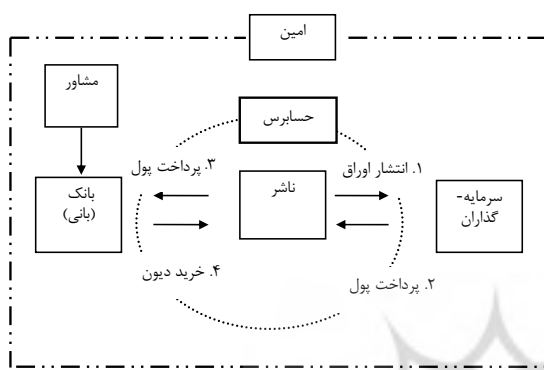 امین
مشاور
حسابرس
۳. پرداخت پول
۱. انتشار اوراق
بانک
(بانی)
ناشر
سرمایه-
گذاران
۴. خرید دیون
۲. پرداخت پول